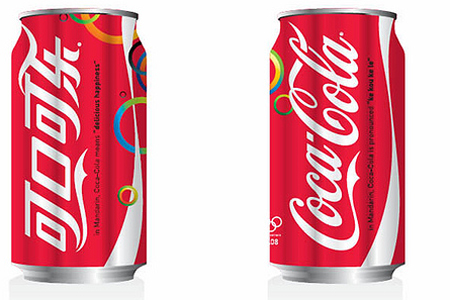 可口可乐®
in Mandarin, Coca-Cola means "delicious happiness"
Coca-Cola®
in Mandarin, Coca-Cola is pronounced "ke kou ke le"